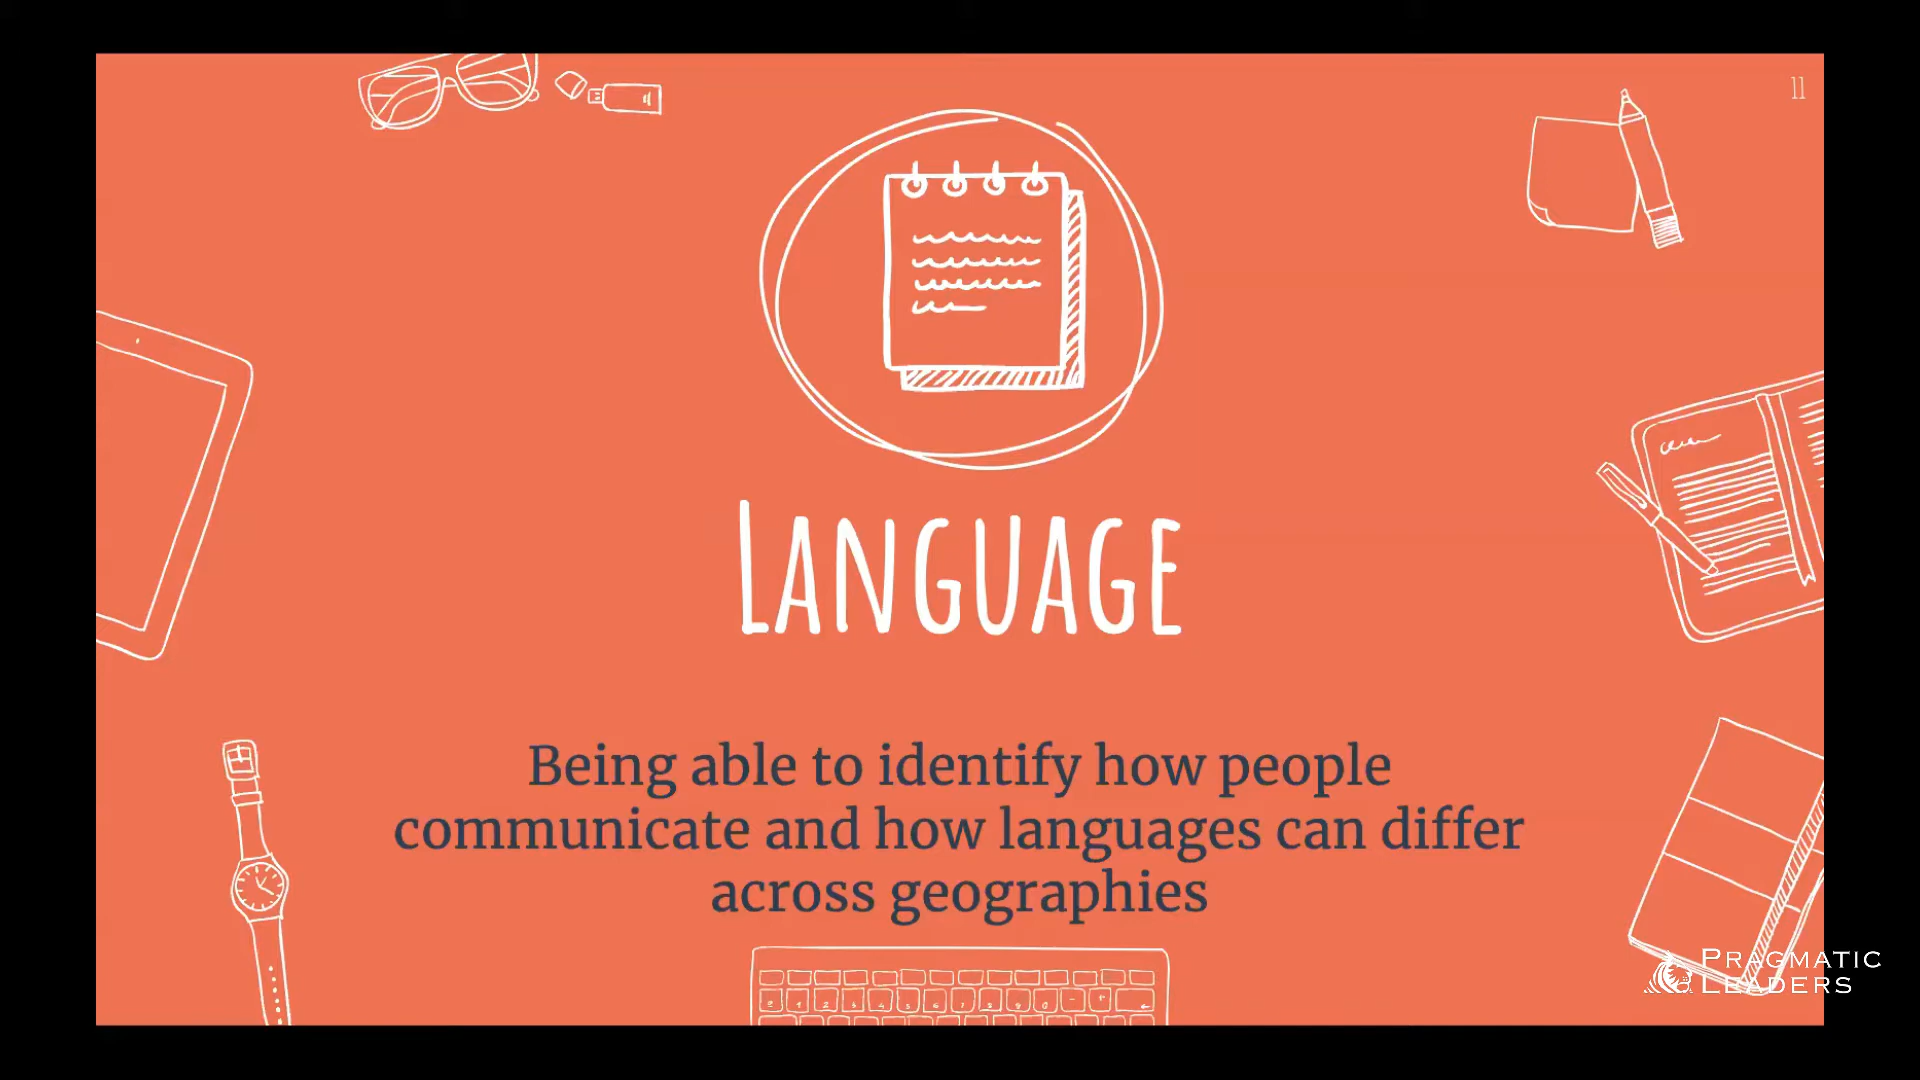 11
LANGUAGE
Being able to identify how people
communicate and how languages can differ
across geographies
PRAGMATIC
LEADERS